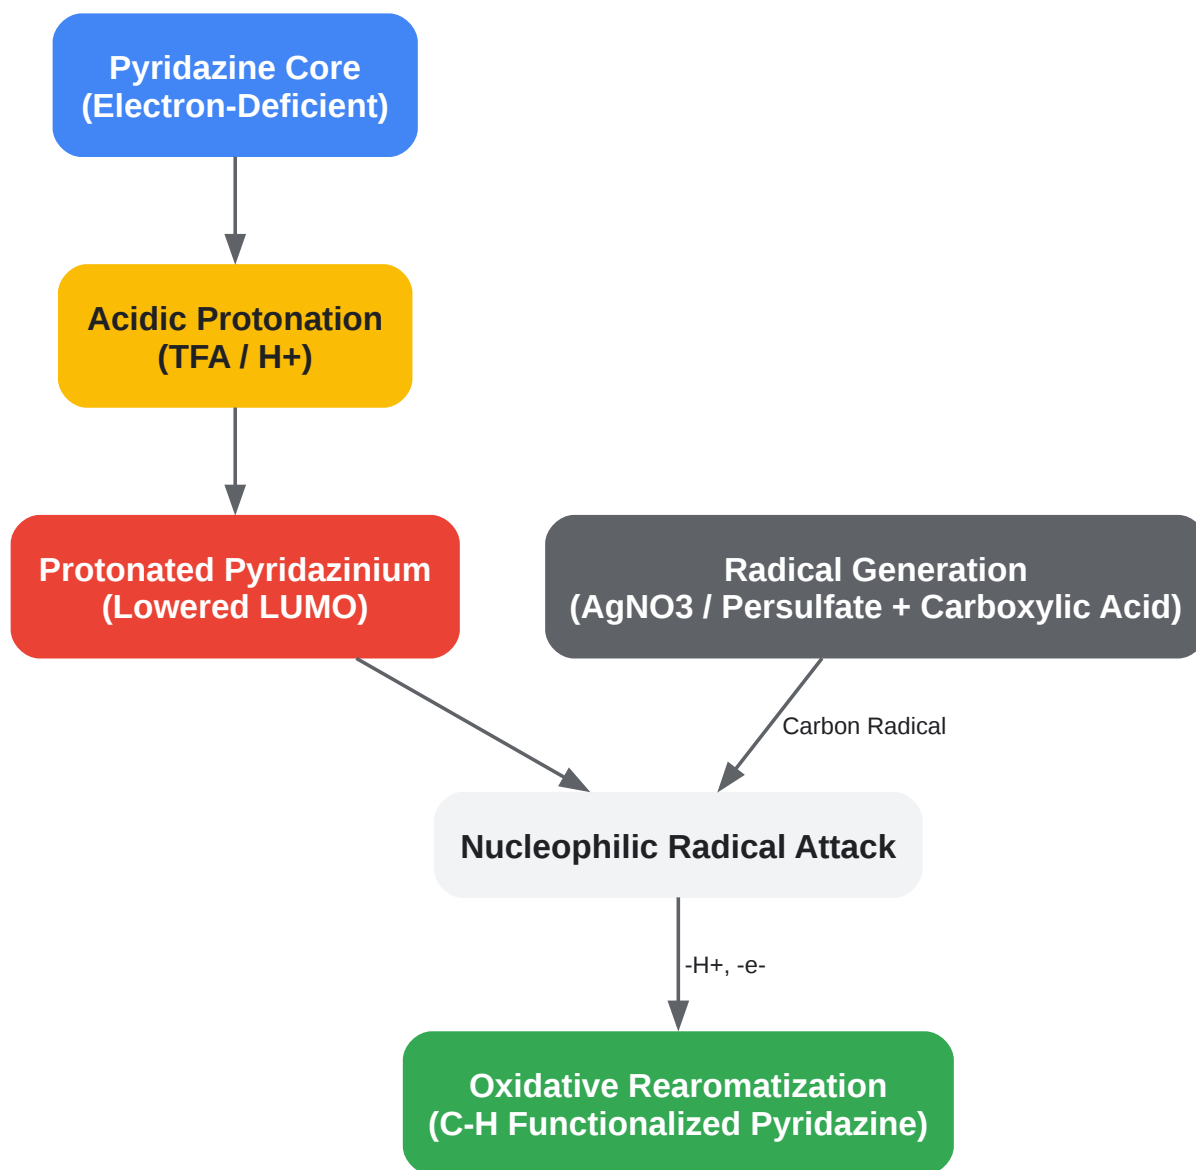 Pyridazine Core
(Electron-Deficient)
Acidic Protonation
(TFA / H+)
Protonated Pyridazinium
(Lowered LUMO)
Radical Generation
(AgNO3 / Persulfate + Carboxylic Acid)
Carbon Radical
Nucleophilic Radical Attack
-H+, -e-
Oxidative Rearomatization
(C-H Functionalized Pyridazine)